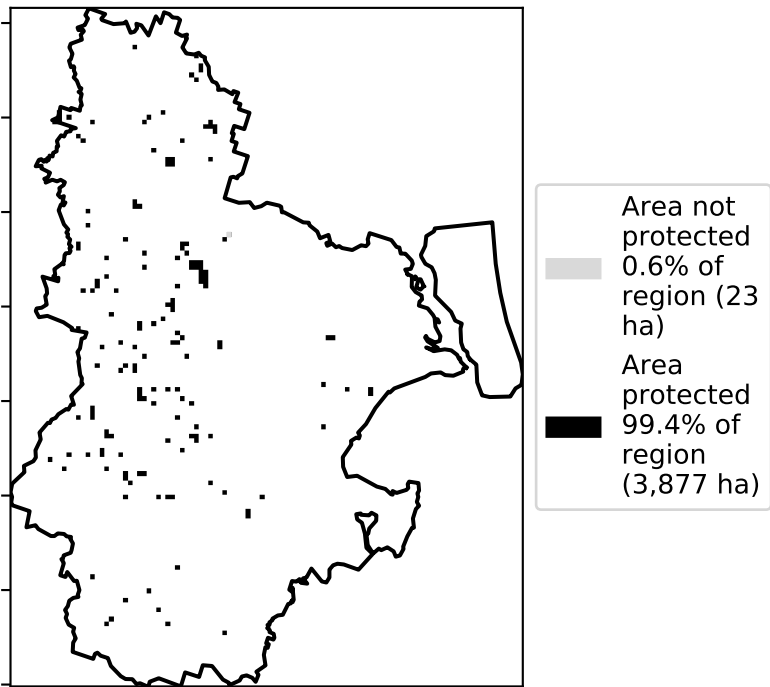 Area not
protected
0.6% of
region (23
ha)
Area
protected
99.4% of
region
(3,877 ha)